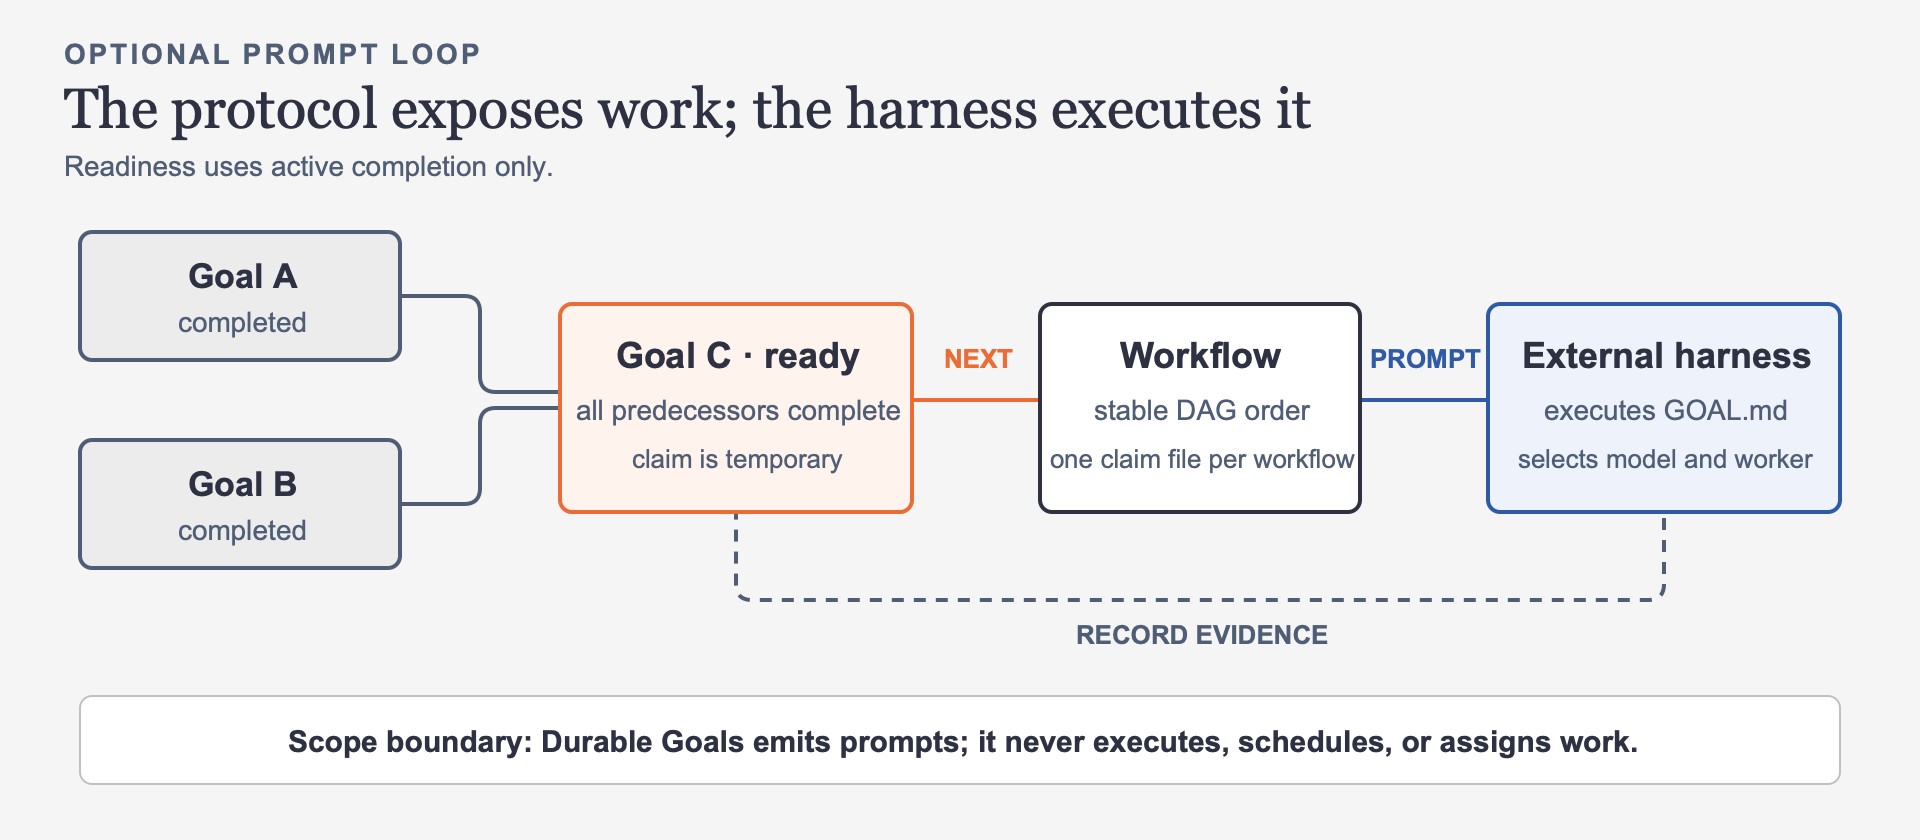 OPTIONAL PROMPT LOOP
The protocol exposes work; the harness executes it
Readiness uses active completion only.
Goal A
completed
Goal B
completed
Goal C · ready
all predecessors complete
claim is temporary
NEXT
Workflow
stable DAG order
one claim file per workflow
PROMPT
External harness
executes GOAL.md
selects model and worker
RECORD EVIDENCE
Scope boundary: Durable Goals emits prompts; it never executes, schedules, or assigns work.